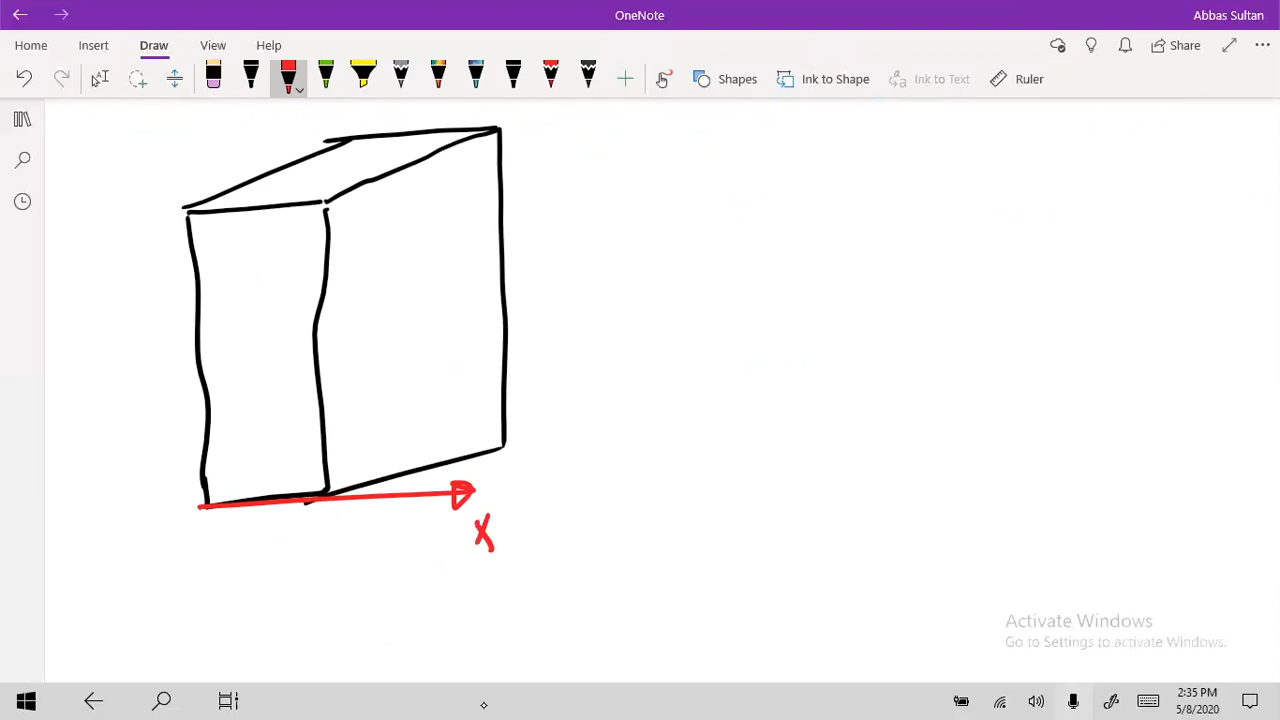 OneNote
Abbas Sultan
Home Insert Draw View Help
Share
Shapes
Ink to Shape
Ink to Text
Ruler
X
Activate Windows
Go to Settings to activate Windows.
2:35 PM
5/8/2020